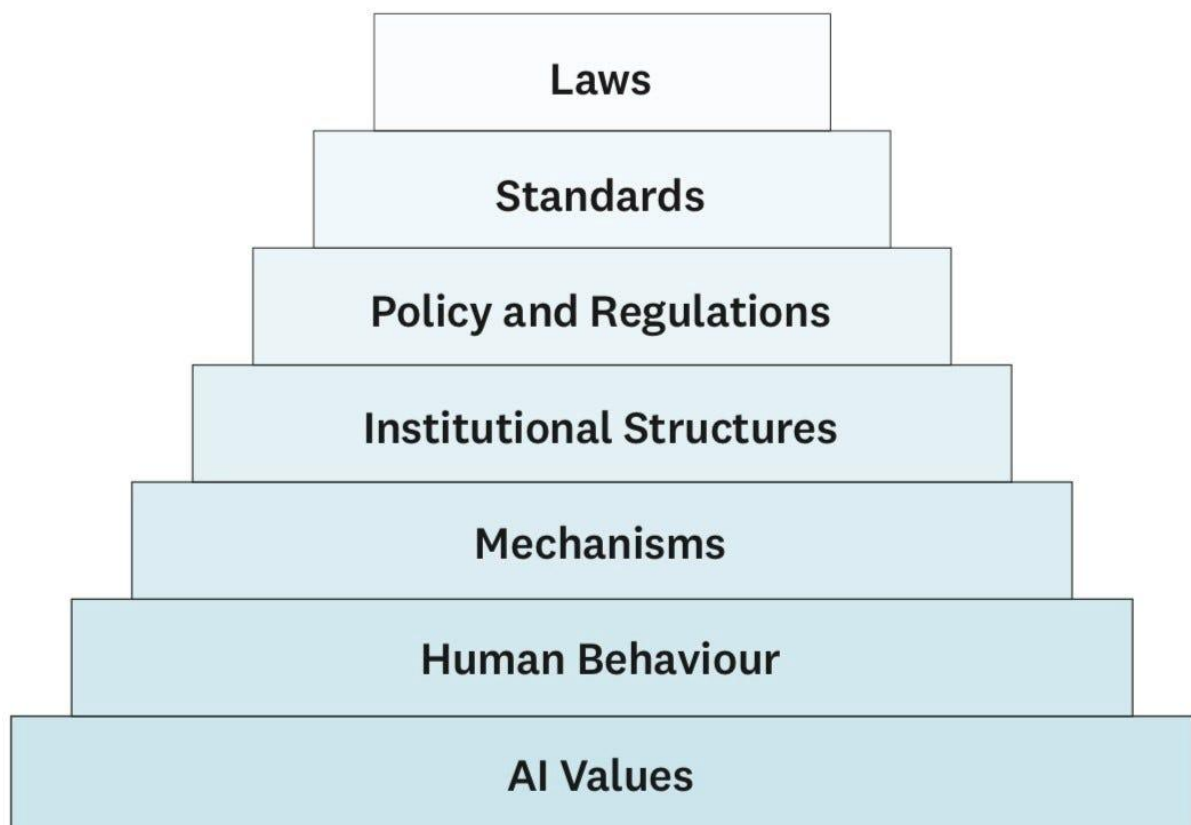 Laws
Standards
Policy and Regulations
Institutional Structures
Mechanisms
Human Behaviour
AI Values